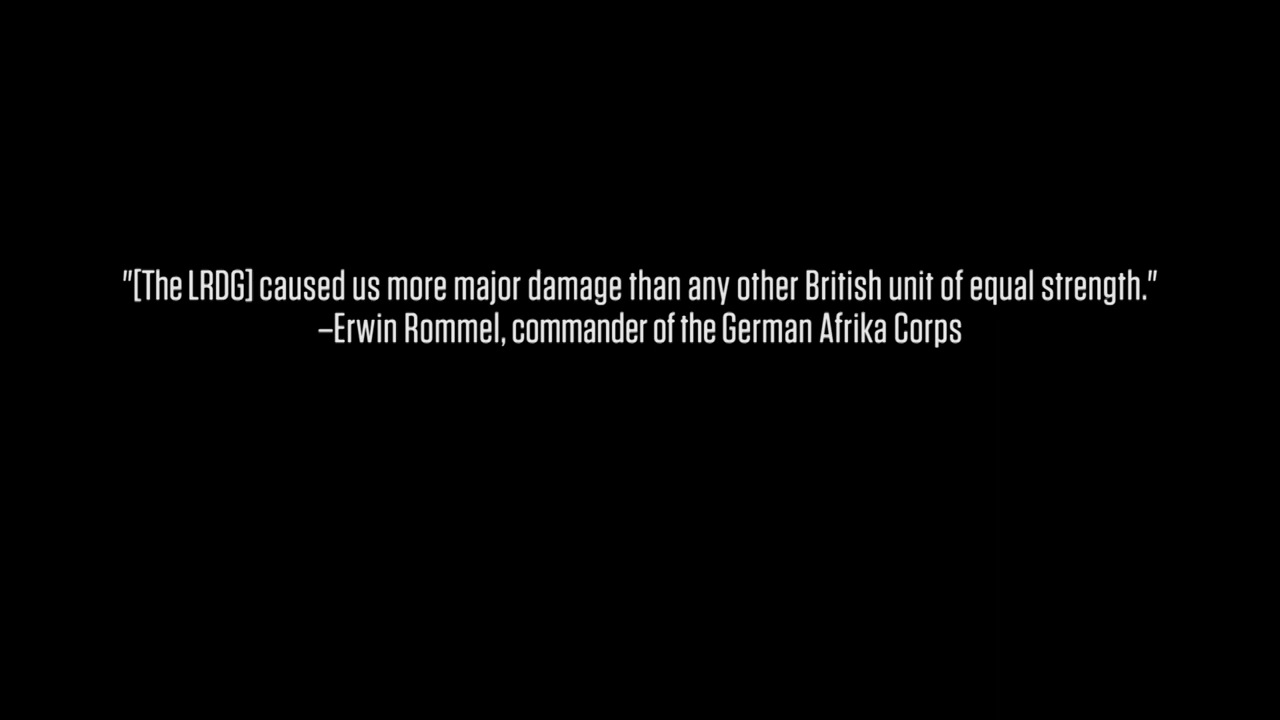 "[The LRDG] caused us more major damage than any other British unit of equal strength."
–Erwin Rommel, commander of the German Afrika Corps